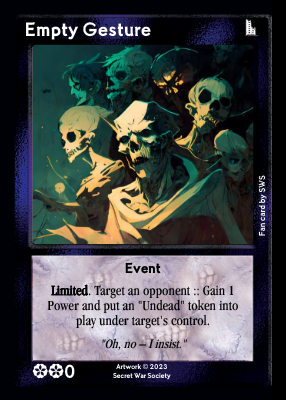 Empty Gesture
Fan card by SWS
Event
Limited. Target an opponent :: Gain 1
Power and put an "Undead" token into
play under target's control.
"Oh, no – I insist."
Artwork © 2023
Secret War Society
0